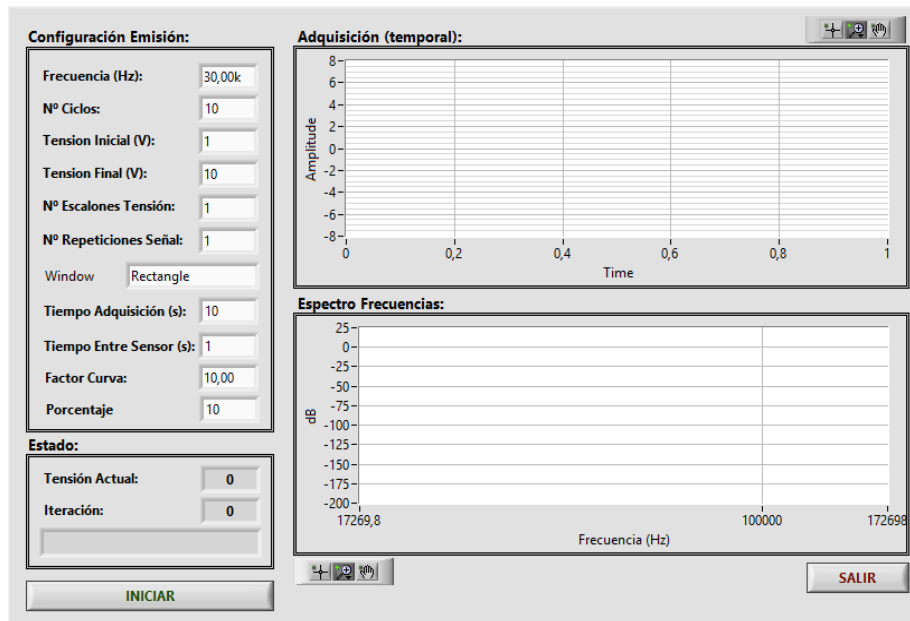 Configuración Emisión:
Frecuencia (Hz): 30,00k
Nº Ciclos: 10
Tension Inicial (V): 1
Tension Final (V): 10
Nº Escalones Tensión: 1
Nº Repeticiones Señal: 1
Window Rectangle
Tiempo Adquisición (s): 10
Tiempo Entre Sensor (s): 1
Factor Curva: 10,00
Porcentaje 10
Estado:
Tensión Actual: 0
Iteración: 0
INICIAR
Adquisición (temporal):
Amplitude
8
6
4
2
0
-2
-4
-6
-8
0 0,2 0,4 0,6 0,8 1
Time
Espectro Frecuencias:
dB
25
0
-25
-50
-75
-100
-125
-150
-175
-200
17269,8 100000 172698
Frecuencia (Hz)
SALIR